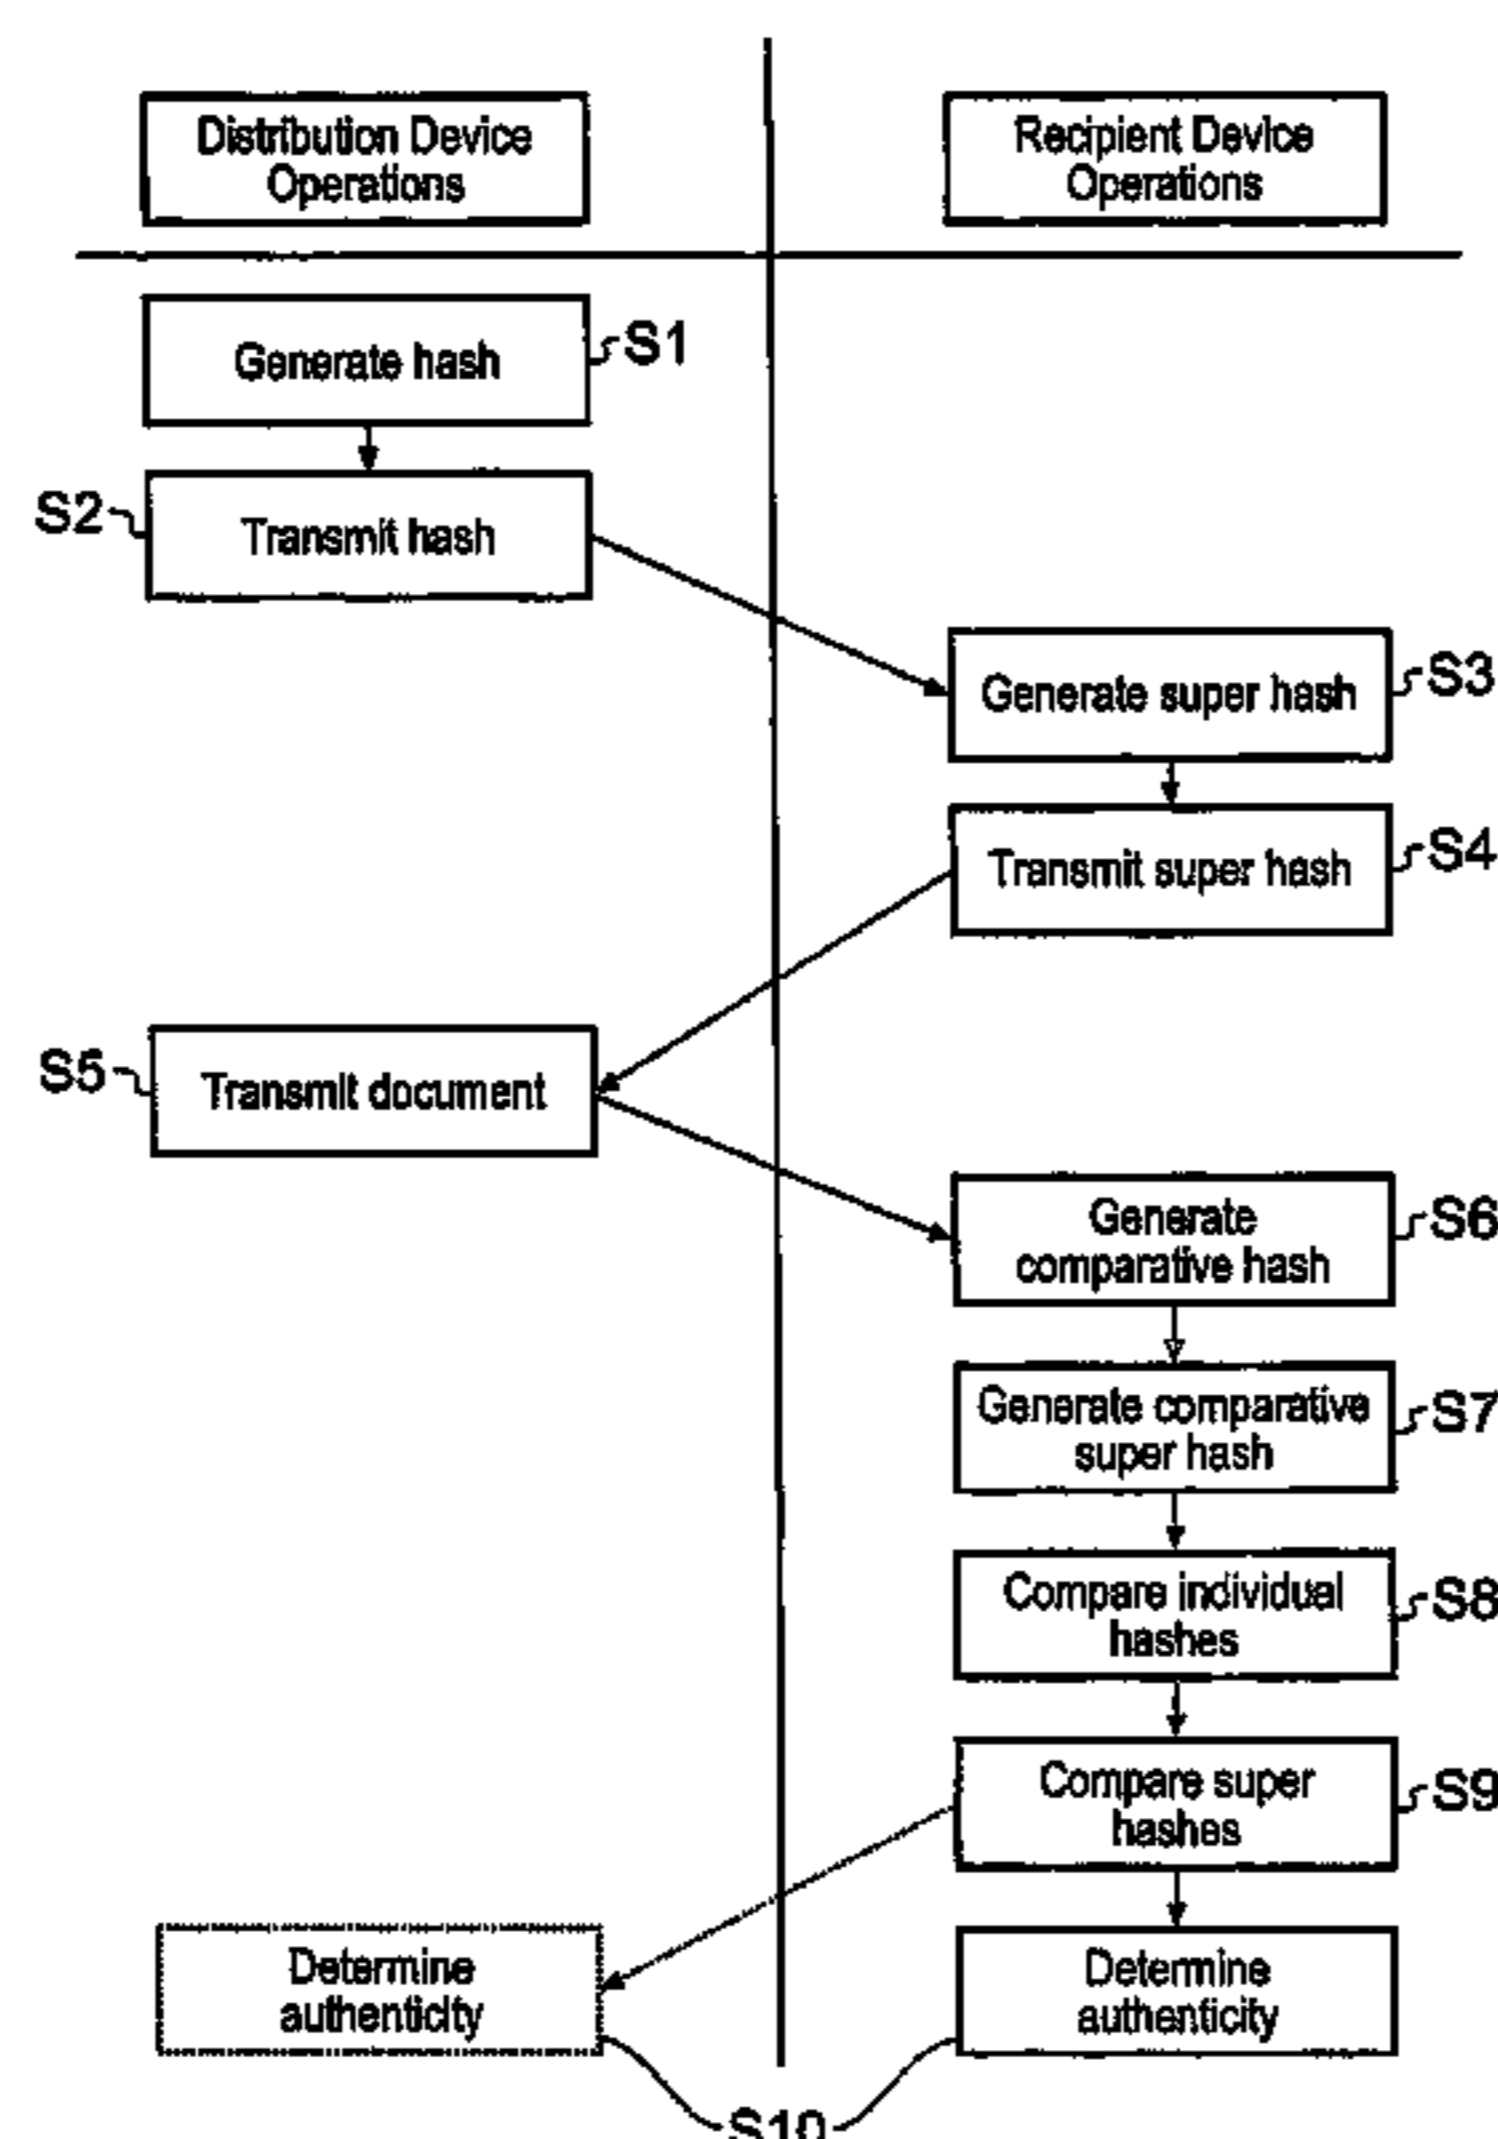 Distribution Device
Operations
Recipient Device
Operations
Generate hash
S1
S2
Transmit hash
Generate super hash
S3
Transmit super hash
S4
S5
Transmit document
Generate
comparative hash
S6
Generate comparative
super hash
S7
Compare individual
hashes
S8
Compare super
hashes
S9
Determine
authenticity
Determine
authenticity
S10